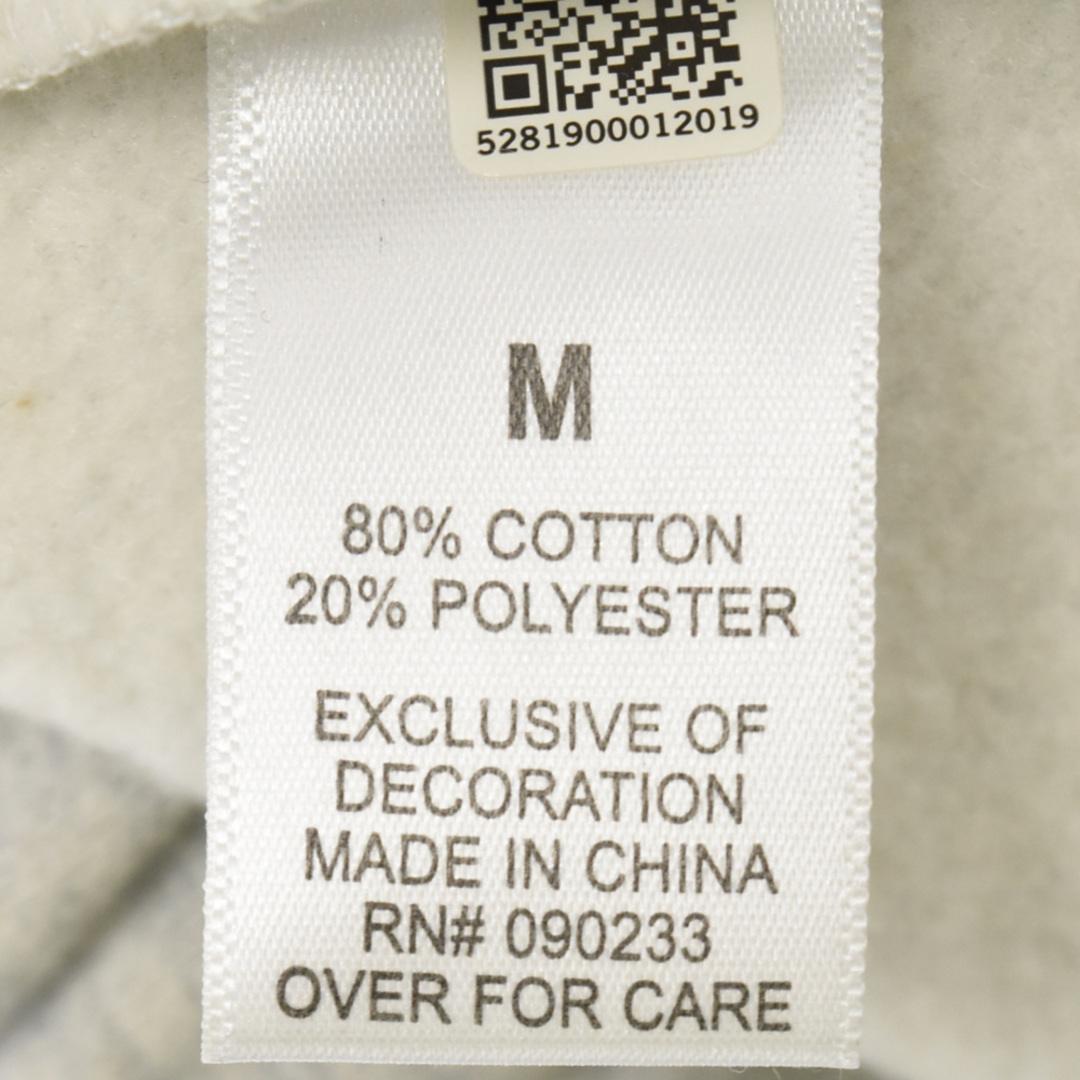 5281900012019
M
80% COTTON
20% POLYESTER
EXCLUSIVE OF
DECORATION
MADE IN CHINA
RN# 090233
OVER FOR CARE